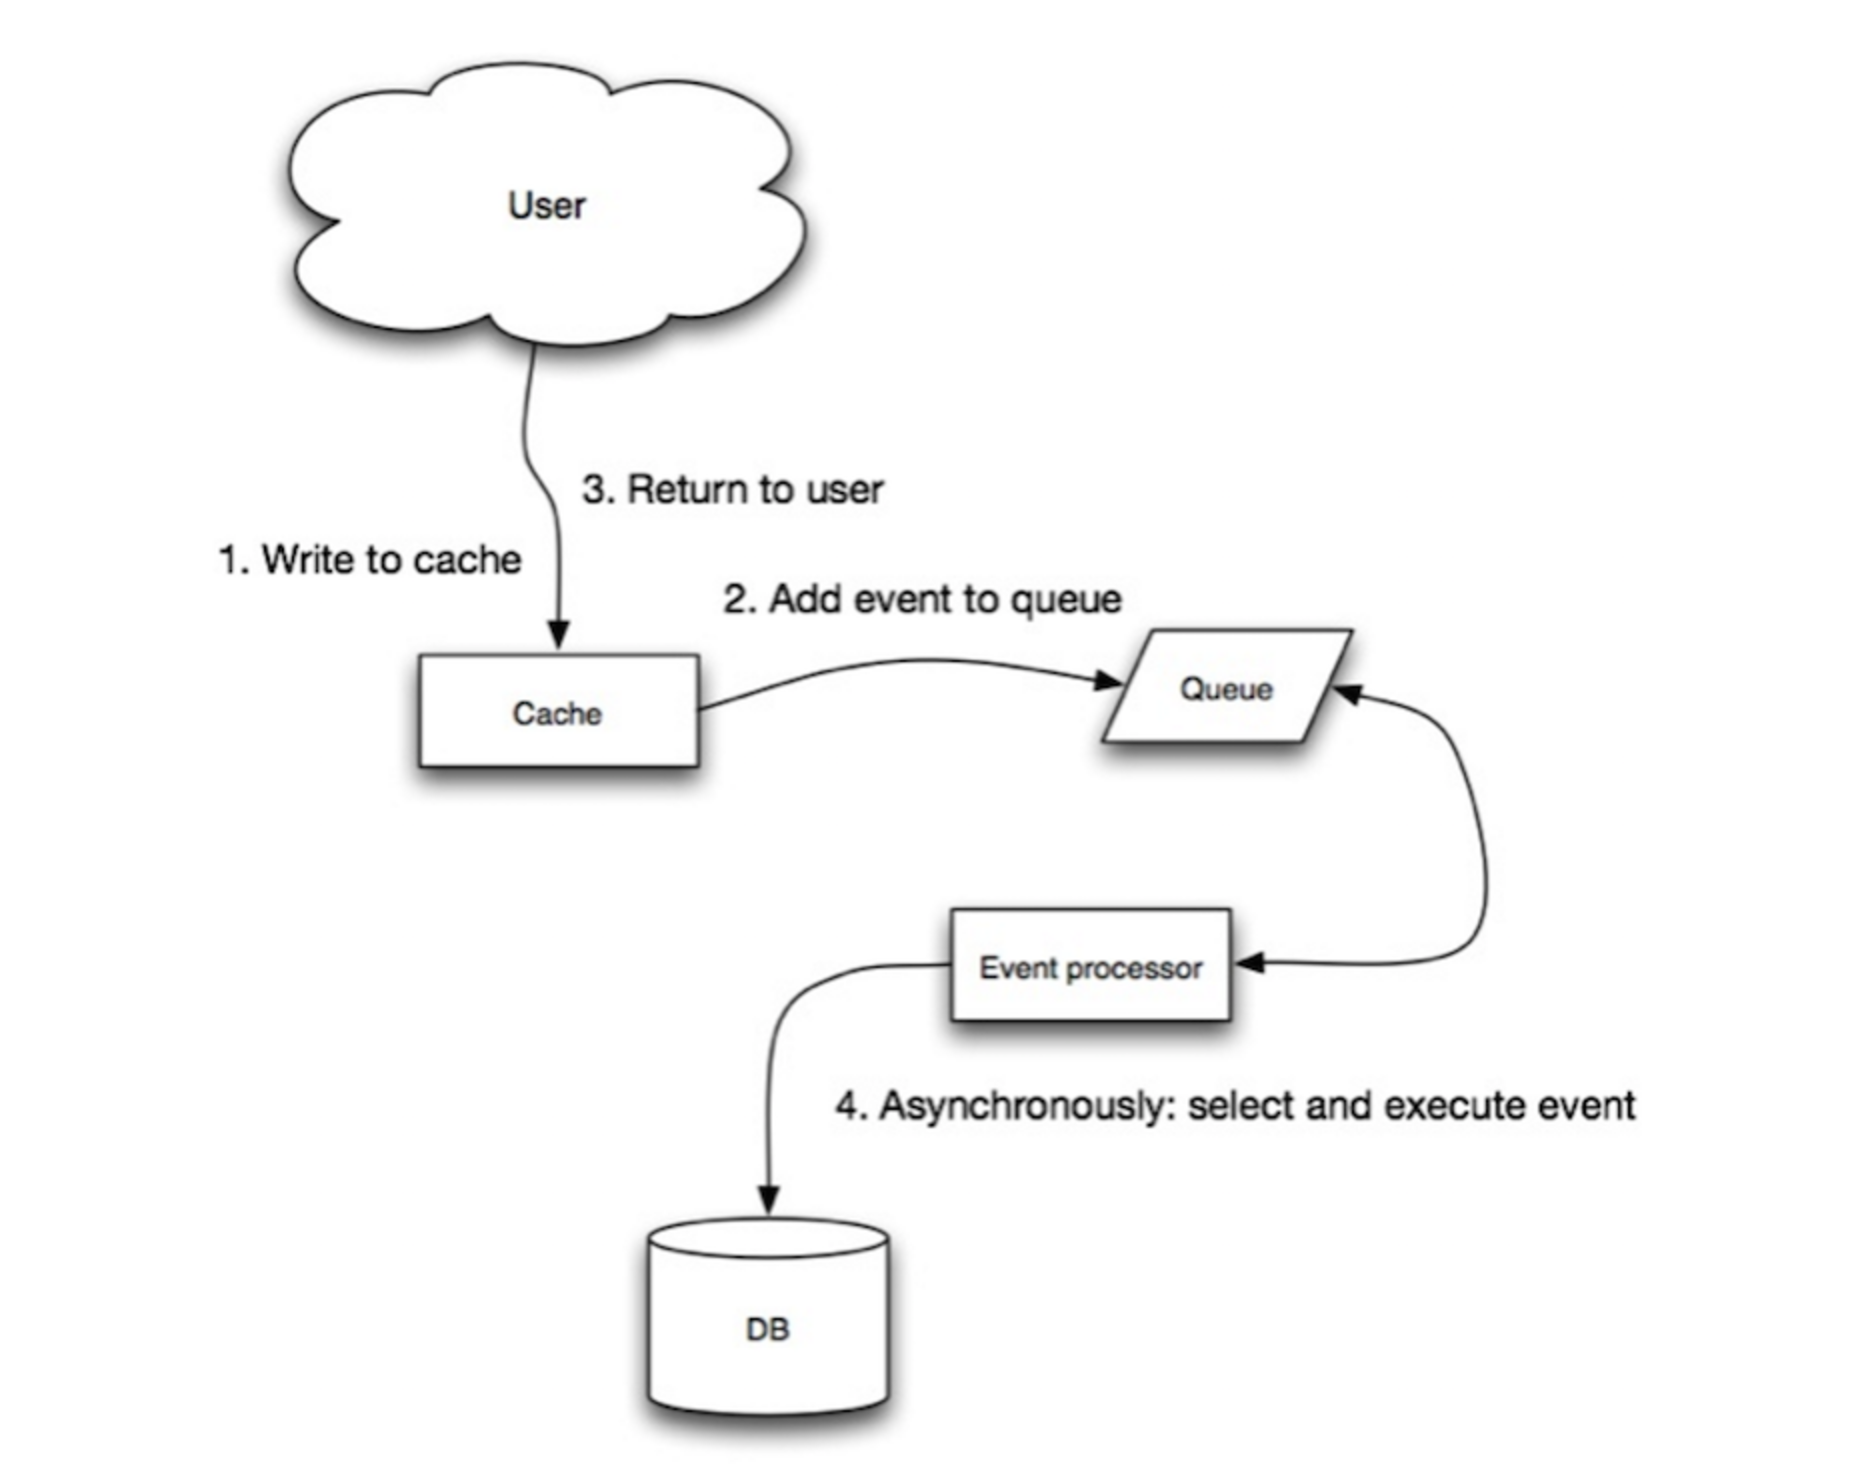 User
3. Return to user
1. Write to cache
2. Add event to queue
Queue
Cache
Event processor
4. Asynchronously: select and execute event
DB